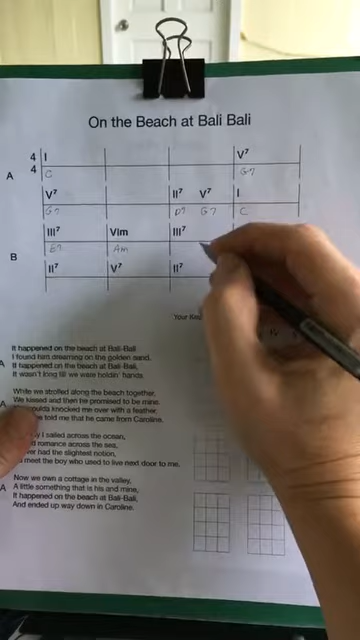 On the Beach at Bali Bali
4 I V7
A 4 C G7
V7 II7 V7 I
G7 D7 G7 C
III7 VIm III7
B E7 Am
II7 V7 II7
Your Key
It happened on the beach at Bali-Bali
I found him dreaming on the golden sand.
A It happened on the beach at Bali-Bali,
It wasn't long till we were holdin' hands.
While we strolled along the beach together,
We kissed and then he promised to be mine.
knocked me over with a feather,
told me that he came from Caroline.
I sailed across the ocean,
romance across the sea,
had the slightest notion,
meet the boy who used to live next door to me.
Now we own a cottage in the valley,
A A little something that is his and mine,
It happened on the beach at Bali-Bali,
And ended up way down in Caroline.